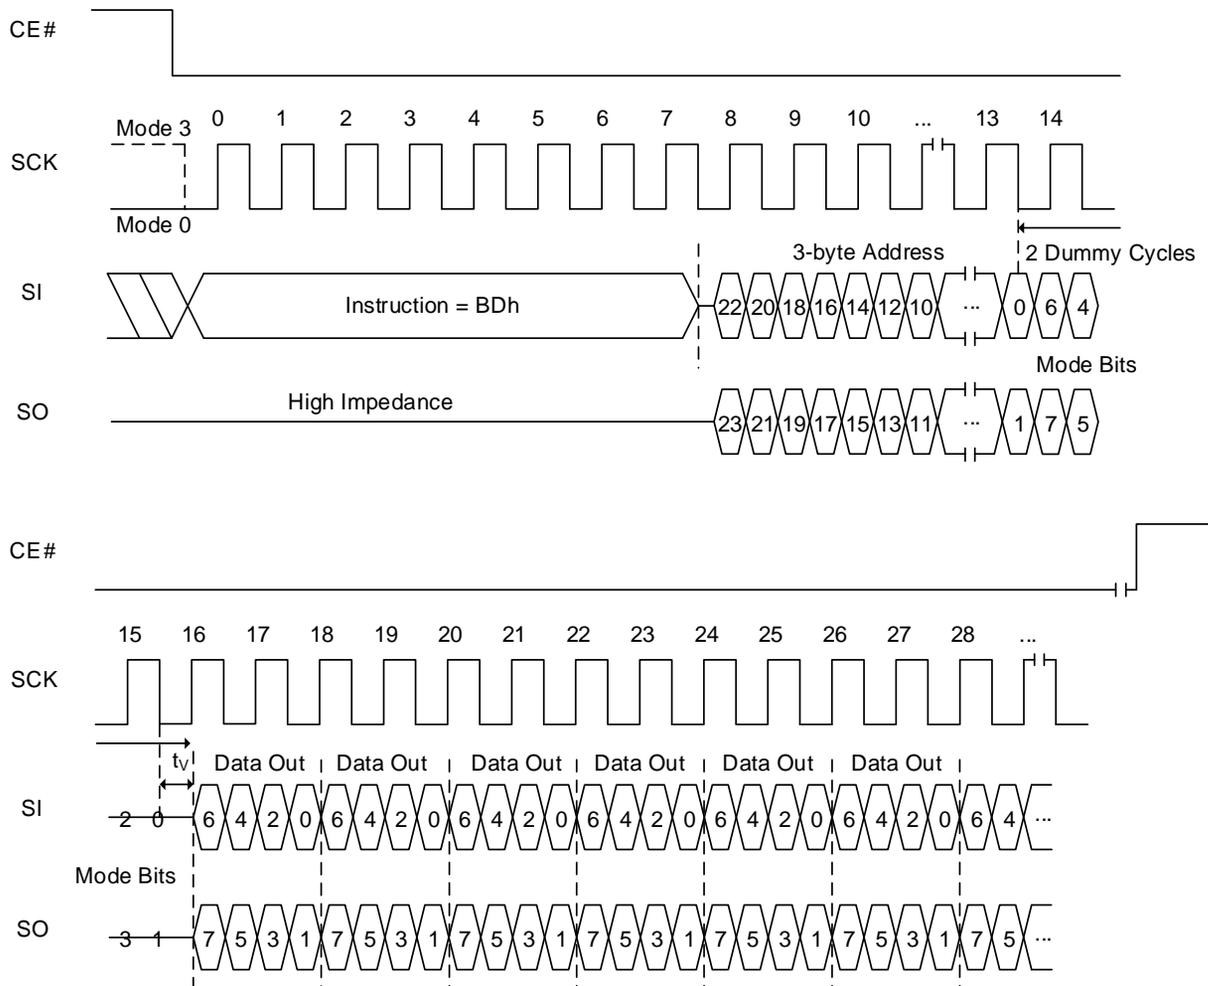 CE#
0 1 2 3 4 5 6 7 8 9 10 ... 13 14
Mode 3
SCK
Mode 0
3-byte Address 2 Dummy Cycles
SI
Instruction = BDh 22 20 18 16 14 12 10 ... 0 6 4
Mode Bits
High Impedance
SO
23 21 19 17 15 13 11 ... 1 7 5
CE#
15 16 17 18 19 20 21 22 23 24 25 26 27 28 ...
SCK
tV Data Out Data Out Data Out Data Out Data Out Data Out
SI
2 0 6 4 2 0 6 4 2 0 6 4 2 0 6 4 2 0 6 4 2 0 6 4 2 0 6 4 ...
Mode Bits
SO
3 1 7 5 3 1 7 5 3 1 7 5 3 1 7 5 3 1 7 5 3 1 7 5 3 1 7 5 ...